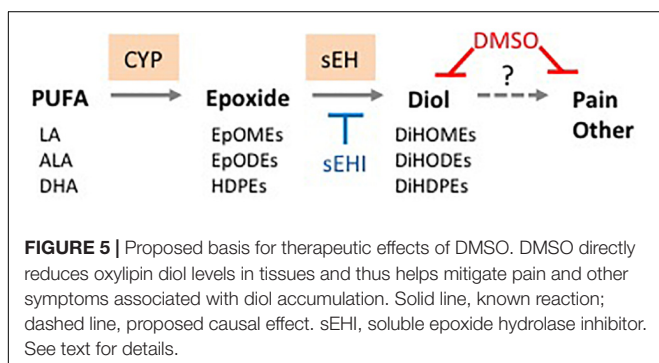 DMSO
CYP
sEH
?
PUFA
Epoxide
Diol
Pain
Other
LA
ALA
DHA
EpOMEs
EpODEs
HDPEs
sEHI
DiHOMEs
DiHODEs
DiHDPEs
FIGURE 5 | Proposed basis for therapeutic effects of DMSO. DMSO directly
reduces oxylipin diol levels in tissues and thus helps mitigate pain and other
symptoms associated with diol accumulation. Solid line, known reaction;
dashed line, proposed causal effect. sEHI, soluble epoxide hydrolase inhibitor.
See text for details.